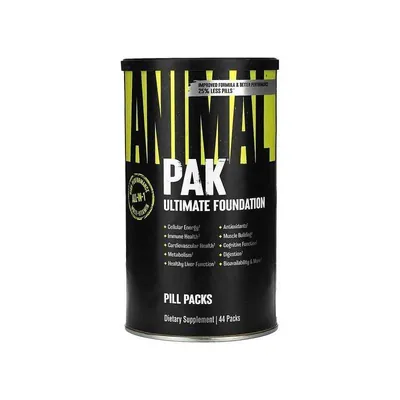 ANIMAL
IMPROVED FORMULA & BETTER PERFORMANCE
25% LESS PILLS
PAK
ULTIMATE FOUNDATION
ALL-IN-1
• Cellular Energy
• Immune Health
• Cardiovascular Health
• Metabolism
• Healthy Liver Function
• Antioxidants
• Muscle Building
• Cognitive Function
• Digestion
• Bioavailability & More
PILL PACKS
Dietary Supplement | 44 Packs